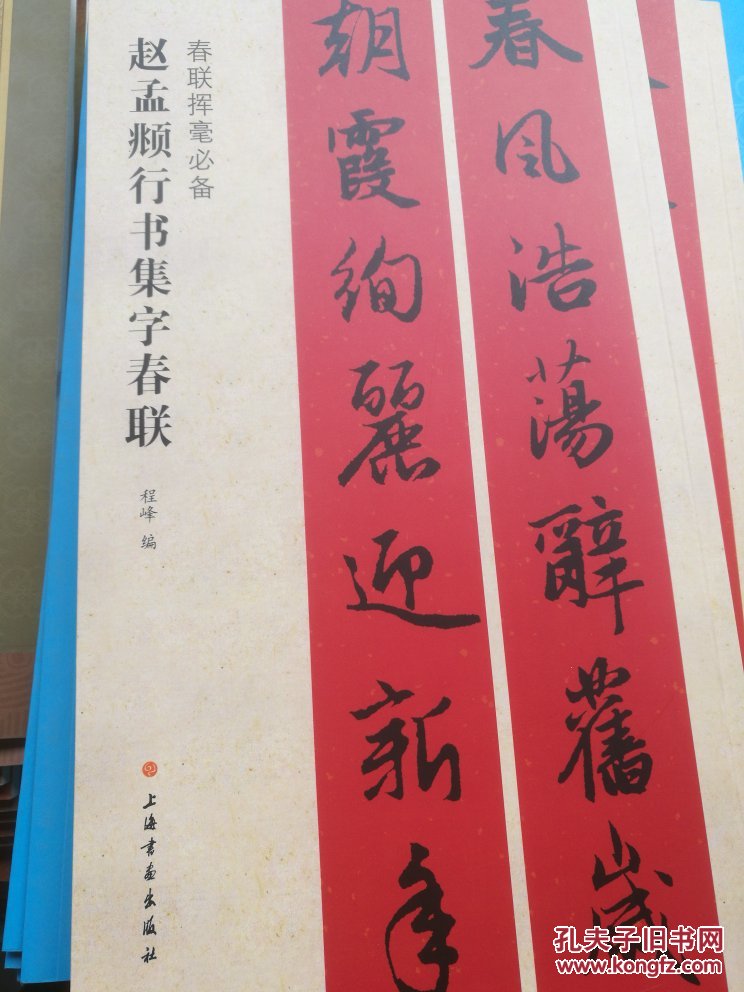 春风浩荡辞旧岁
朝霞绚丽迎新年
春联挥毫必备
赵孟頫行书集字春联
程峰 编
上海书画出版社
孔夫子旧书网
www.kongfz.com